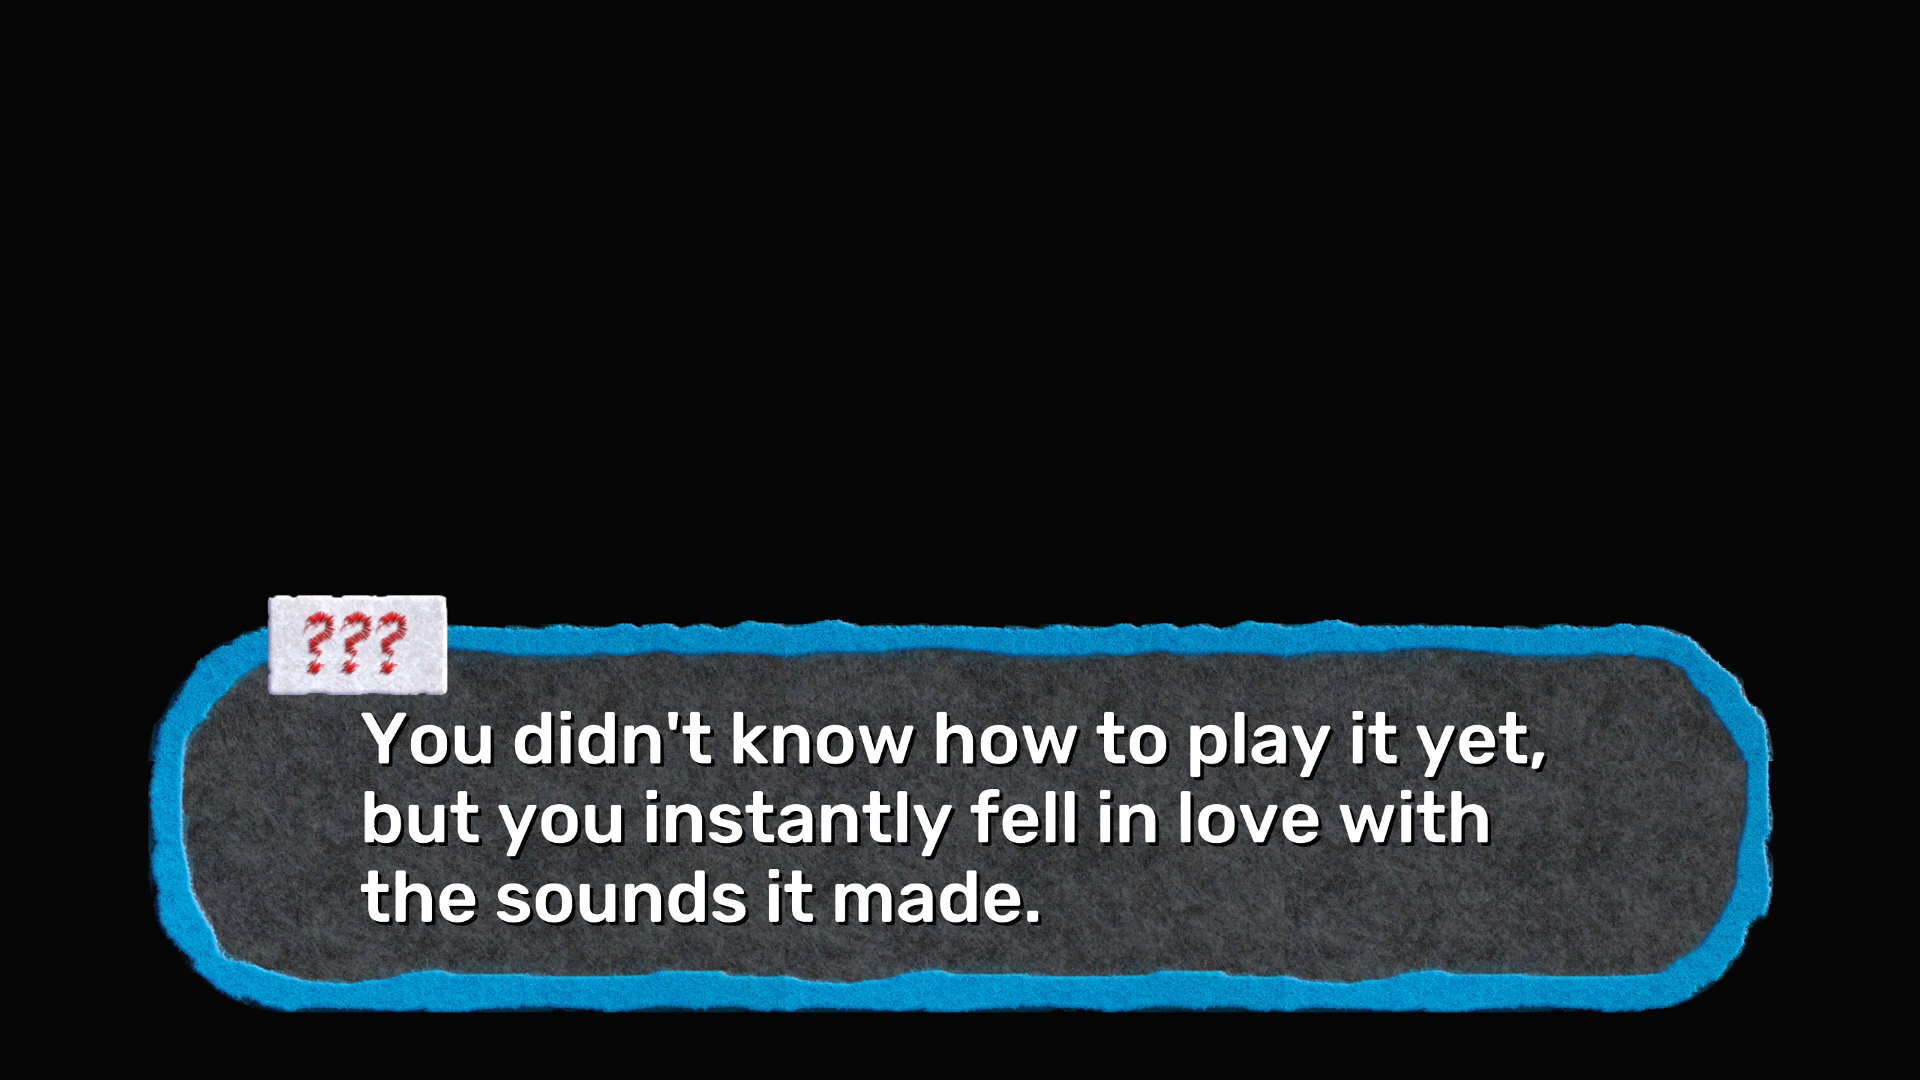 ???
You didn't know how to play it yet,
but you instantly fell in love with
the sounds it made.